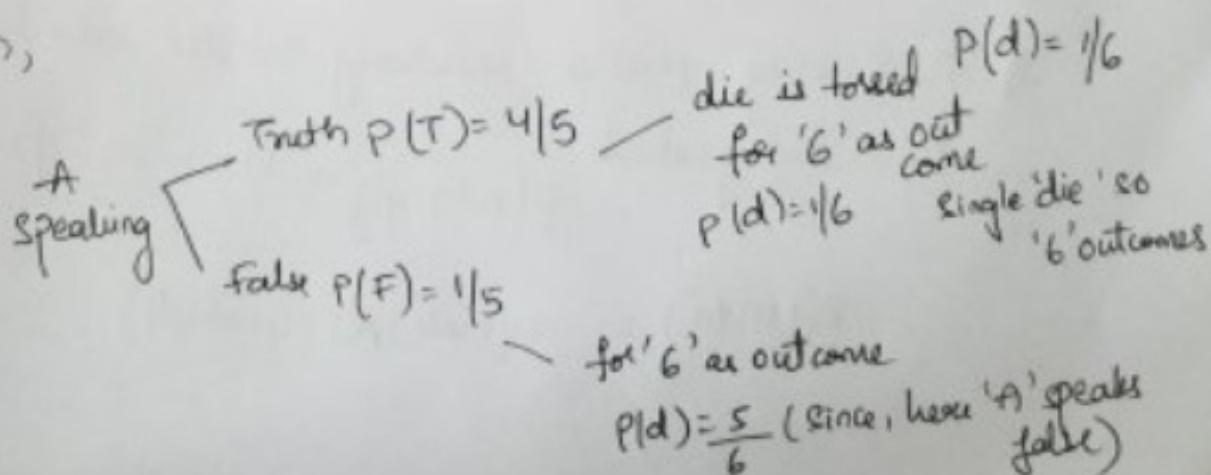 A
speaking
Truth P(T) = 4/5
die is tossed P(d) = 1/6
for '6' as out
come
P(d) = 1/6
single 'die' so
'6' outcomes
False P(F) = 1/5
for '6' as outcome
P(d) = 5/6 (since, here 'A' speaks
false)